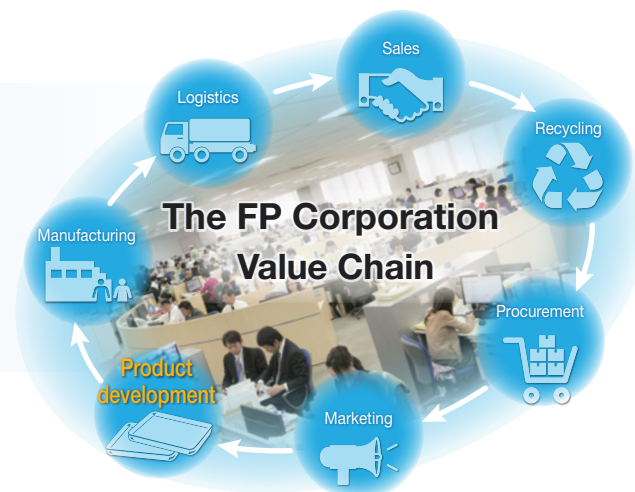 Sales
Logistics
Recycling
The FP Corporation
Value Chain
Manufacturing
Procurement
Product
development
Marketing